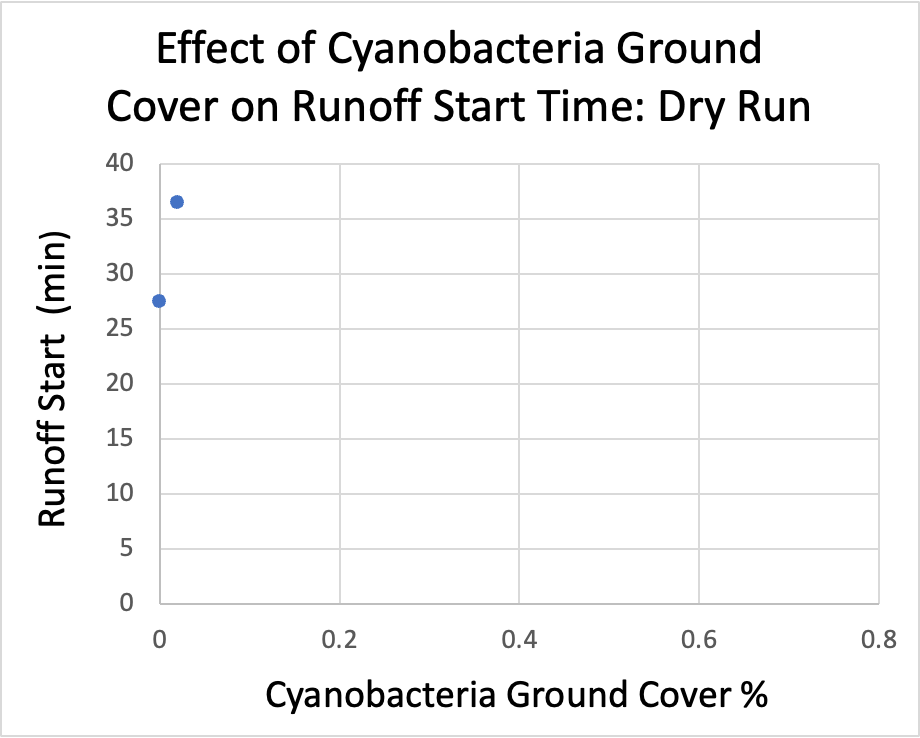 Effect of Cyanobacteria Ground
Cover on Runoff Start Time: Dry Run
40
35
30
25
20
15
10
5
0
Runoff Start (min)
0 0.2 0.4 0.6 0.8
Cyanobacteria Ground Cover %